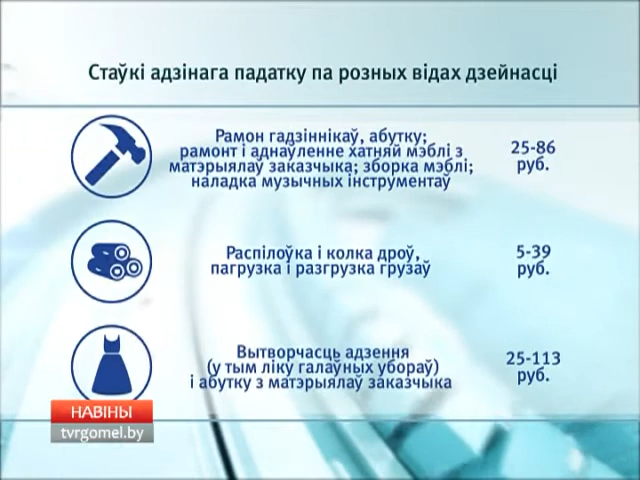 Стаўкі адзінага падатку па розных відах дзейнасці
Рамон гадзіннікаў, абутку;
рамонт і аднаўленне хатняй мэблі з
матэрыялаў заказчыка; зборка мэблі;
наладка музычных інструментаў
25-86
руб.
Распілоўка і колка дроў,
пагрузка і разгрузка грузаў
5-39
руб.
Вытворчасць адзення
(у тым ліку галаўных убораў)
і абутку з матэрыялаў заказчыка
25-113
руб.
НАВІНЫ
tvrgomel.by